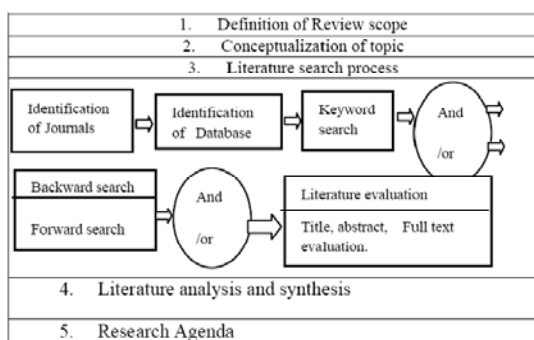 1. Definition of Review scope
2. Conceptualization of topic
3. Literature search process
Identification
of Journals
Identification
of Database
Keyword
search
And
/or
Backward search
Forward search
And
/or
Literature evaluation
Title, abstract, Full text
evaluation.
4. Literature analysis and synthesis
5. Research Agenda